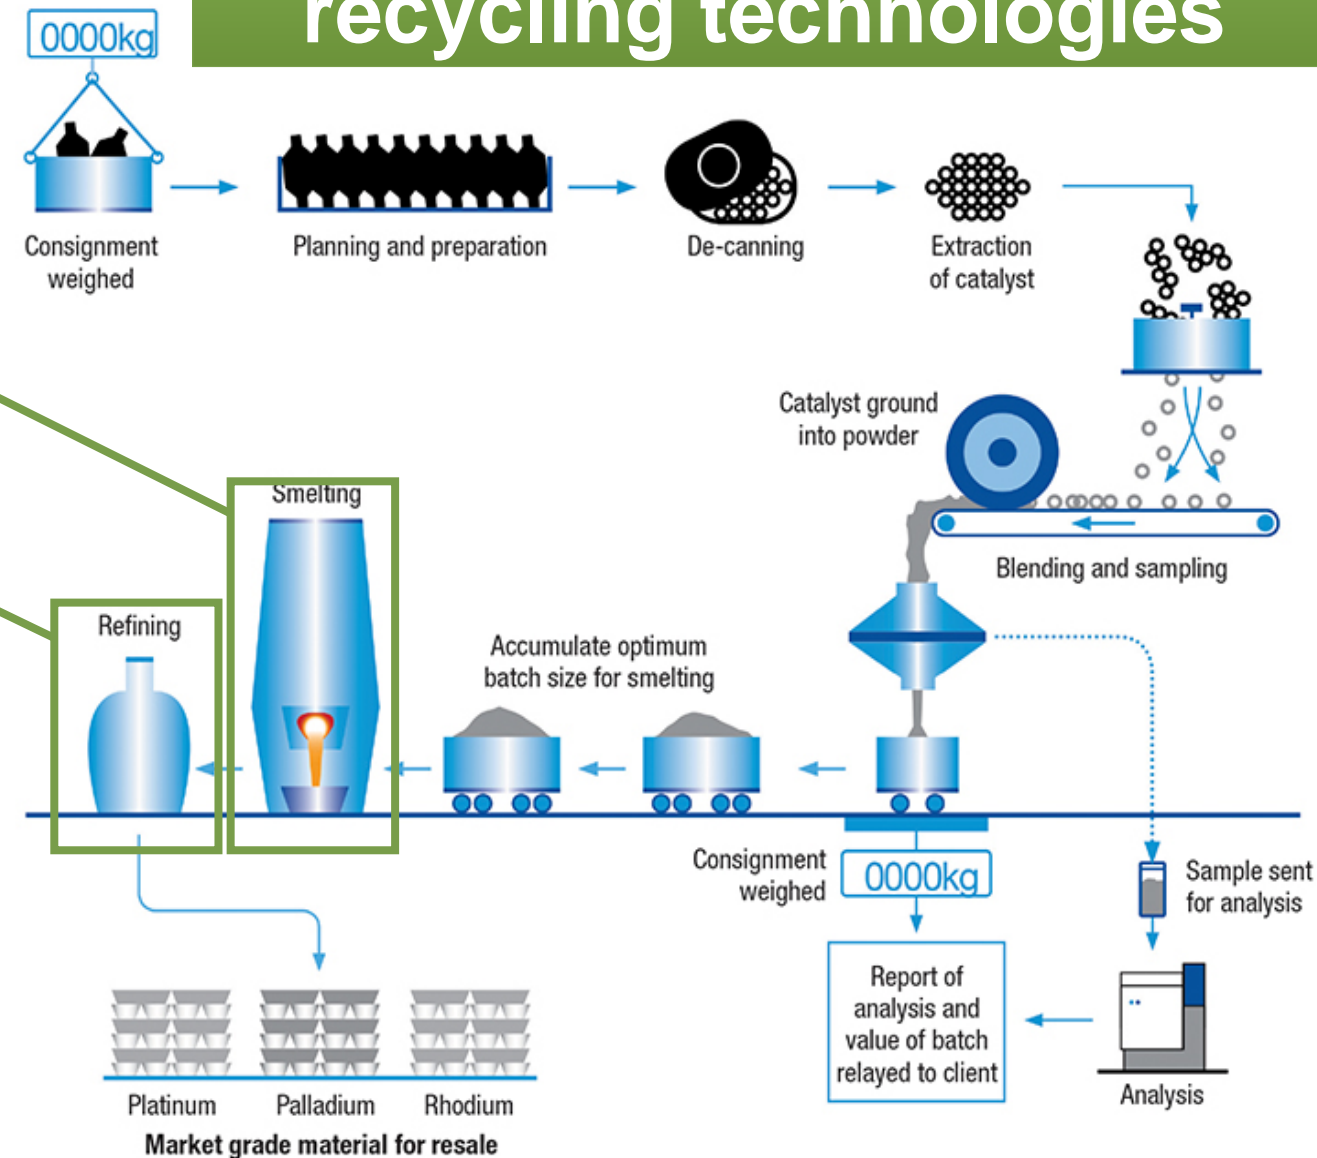 recycling technologies
0000kg
Consignment
weighed
Planning and preparation
De-canning
Extraction
of catalyst
Catalyst ground
into powder
Blending and sampling
Smelting
Refining
Accumulate optimum
batch size for smelting
Consignment
weighed
0000kg
Sample sent
for analysis
Report of
analysis and
value of batch
relayed to client
Analysis
Platinum
Palladium
Rhodium
Market grade material for resale